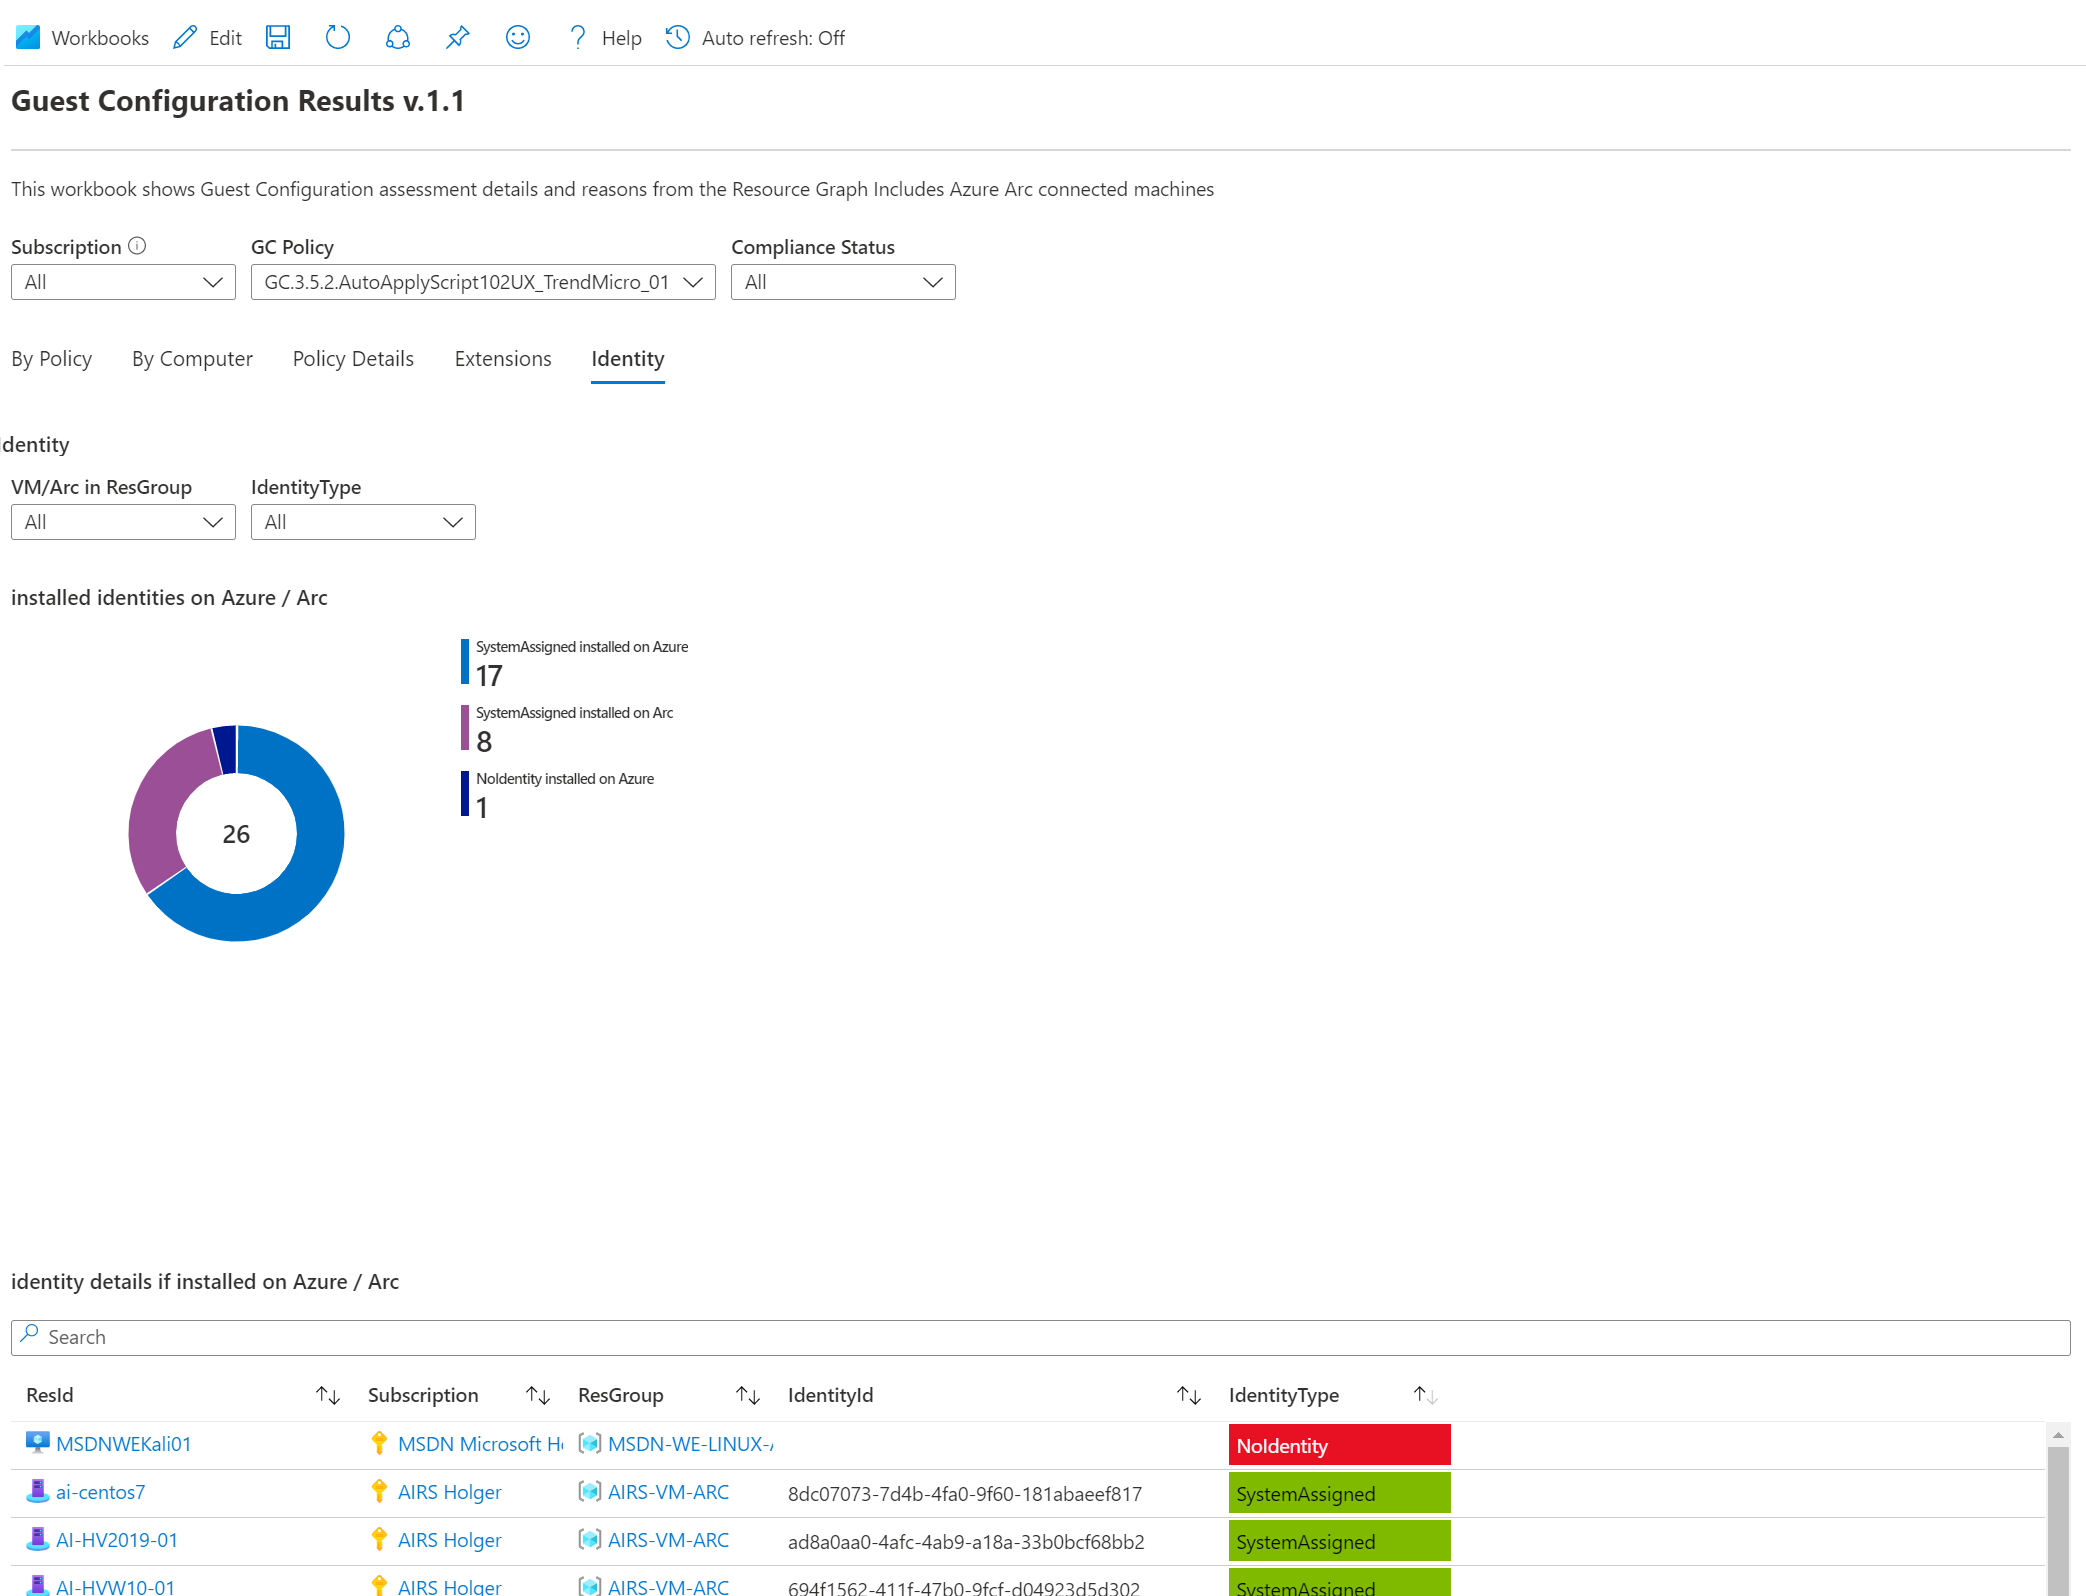 Workbooks Edit Help Auto refresh: Off
Guest Configuration Results v.1.1
This workbook shows Guest Configuration assessment details and reasons from the Resource Graph Includes Azure Arc connected machines
Subscription GC Policy Compliance Status
All GC.3.5.2.AutoApplyScript102UX_TrendMicro_01 All
By Policy By Computer Policy Details Extensions Identity
Identity
VM/Arc in ResGroup IdentityType
All All
installed identities on Azure / Arc
SystemAssigned installed on Azure
17
SystemAssigned installed on Arc
8
NoIdentity installed on Azure
1
26
identity details if installed on Azure / Arc
Search
ResId Subscription ResGroup IdentityId IdentityType
MSDNWEKali01 MSDN Microsoft MSDN-WE-LINUX- NoIdentity
ai-centos7 AIRS Holger AIRS-VM-ARC 8dc07073-7d4b-4fa0-9f60-181abaeef817 SystemAssigned
AI-HV2019-01 AIRS Holger AIRS-VM-ARC ad8a0aa0-4afc-4ab9-a18a-33b0bcf68bb2 SystemAssigned
AI-HVW10-01 AIRS Holger AIRS-VM-ARC 694f1562-411f-47b0-9fcf-d04923d5d302 SystemAssigned